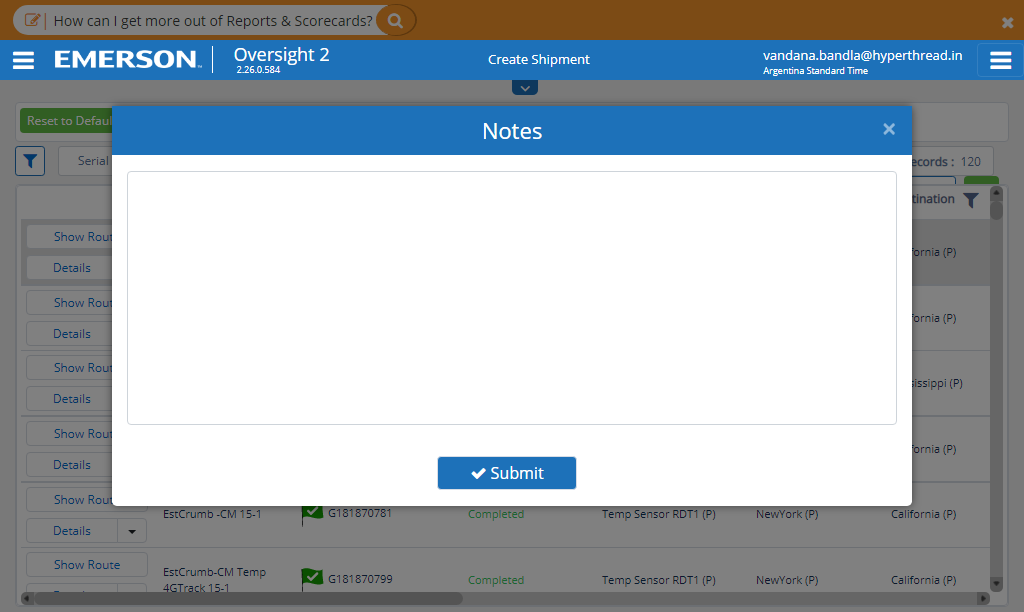 How can I get more out of Reports & Scorecards?
EMERSON
Oversight 2
2.26.0.584
Create Shipment
vandana.bandla@hyperthread.in
Argentina Standard Time
Reset to Defaul
Notes
Serial
ecords : 120
tination
Show Rout
Details
fornia (P)
Show Rout
Details
fornia (P)
Show Rout
Details
sissippi (P)
Show Rout
Details
fornia (P)
Submit
Show Rout
Details
EstCrumb -CM 15-1
G181870781
Completed
Temp Sensor RDT1 (P)
NewYork (P)
California (P)
Show Route
EstCrumb-CM Temp
4GTrack 15-1
G181870799
Completed
Temp Sensor RDT1 (P)
NewYork (P)
California (P)